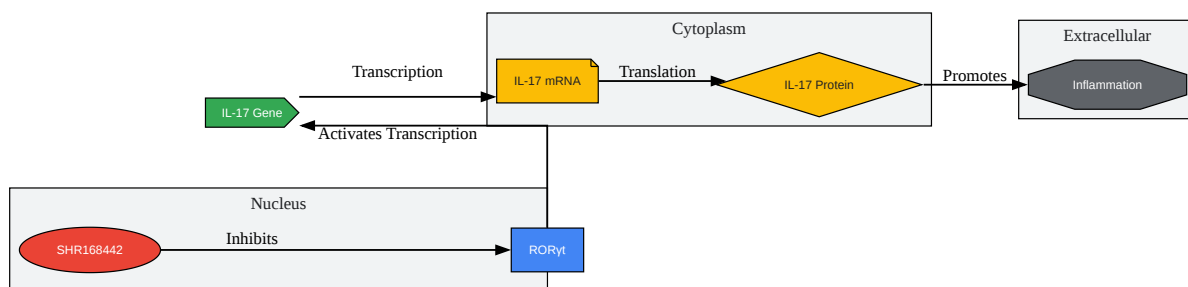 Cytoplasm
Extracellular
Transcription
IL-17 mRNA
Translation
IL-17 Protein
Promotes
Inflammation
IL-17 Gene
Activates Transcription
Nucleus
SHR168442
Inhibits
RORγt